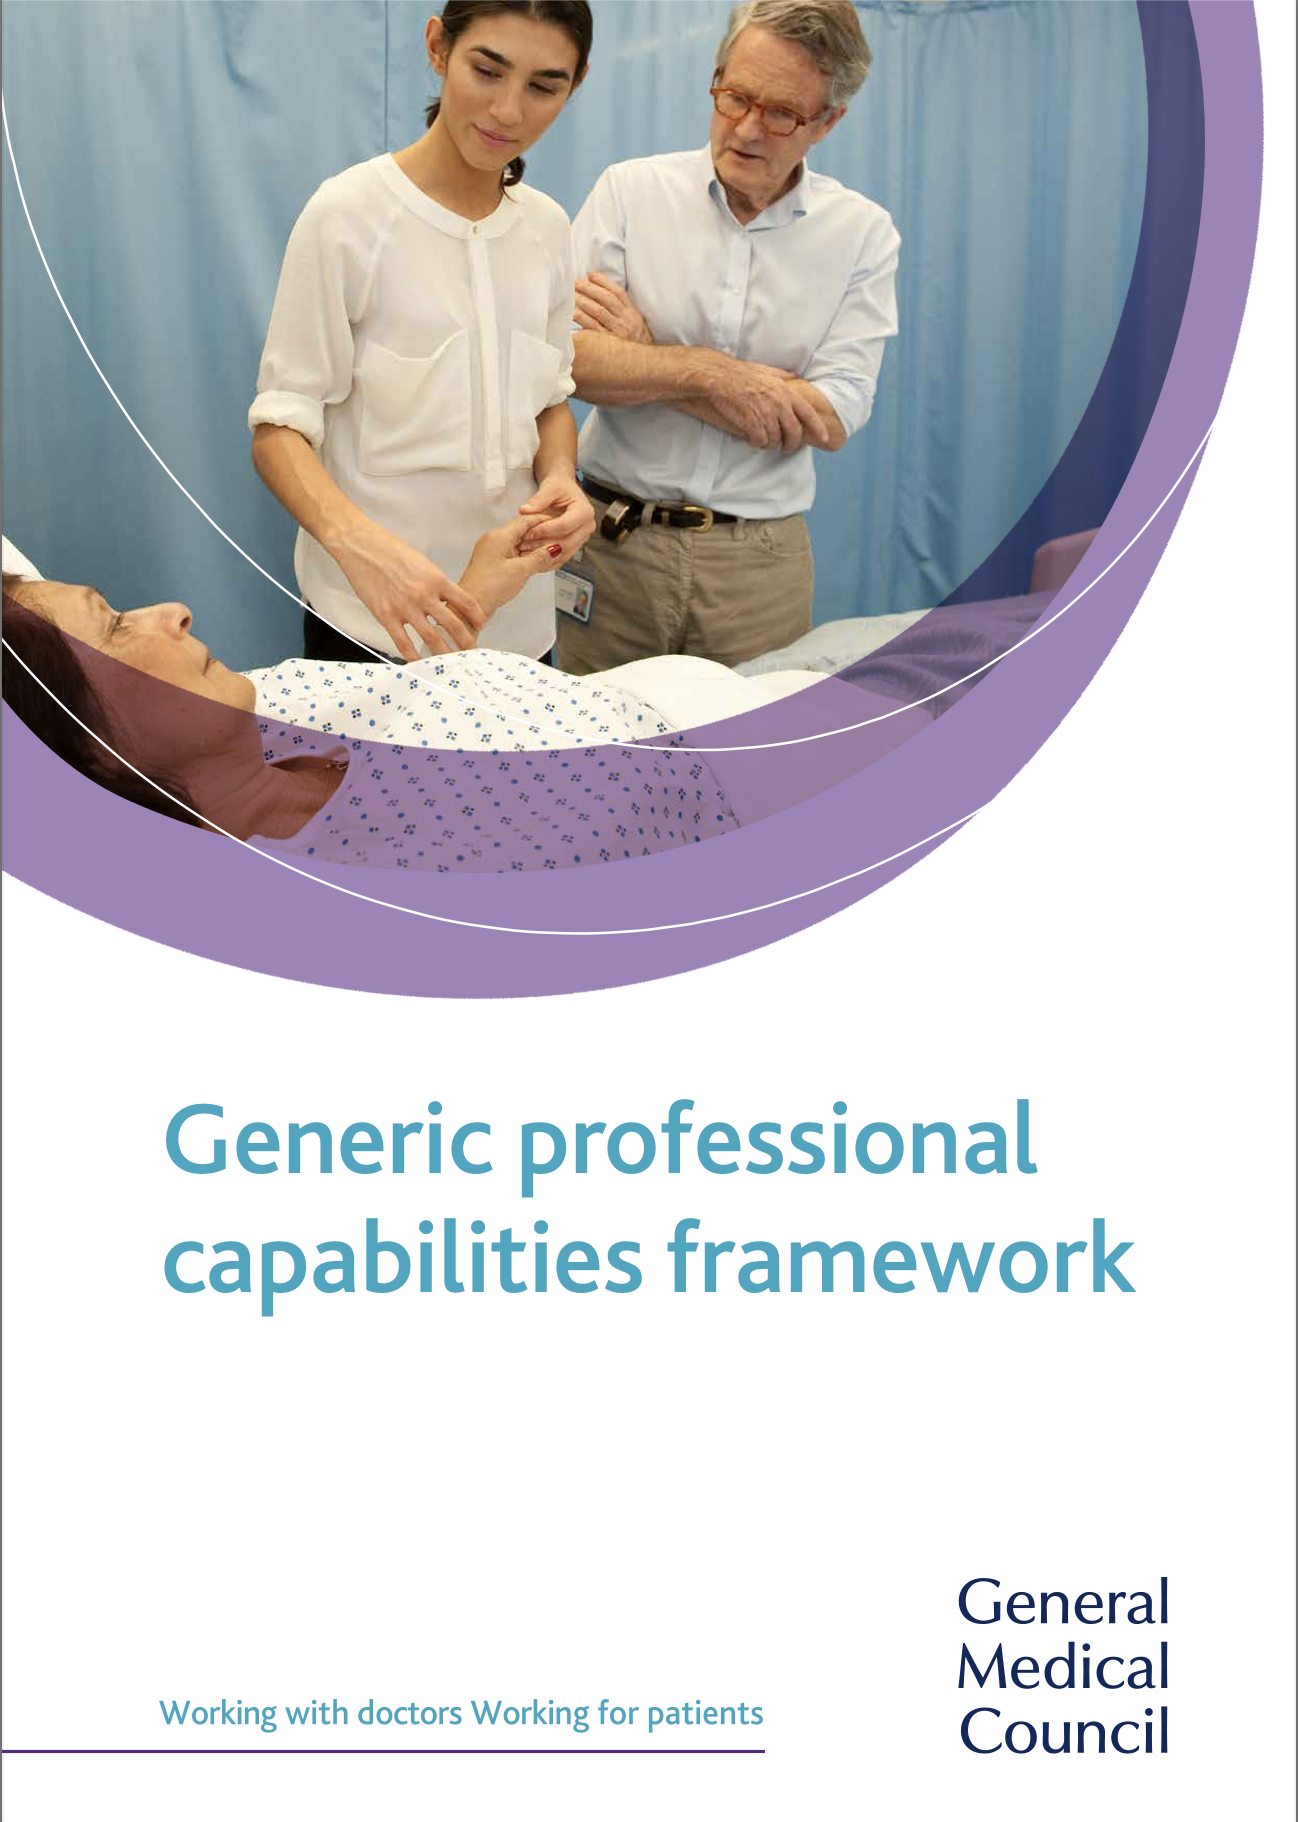 Generic professional
capabilities framework
Working with doctors Working for patients
General
Medical
Council